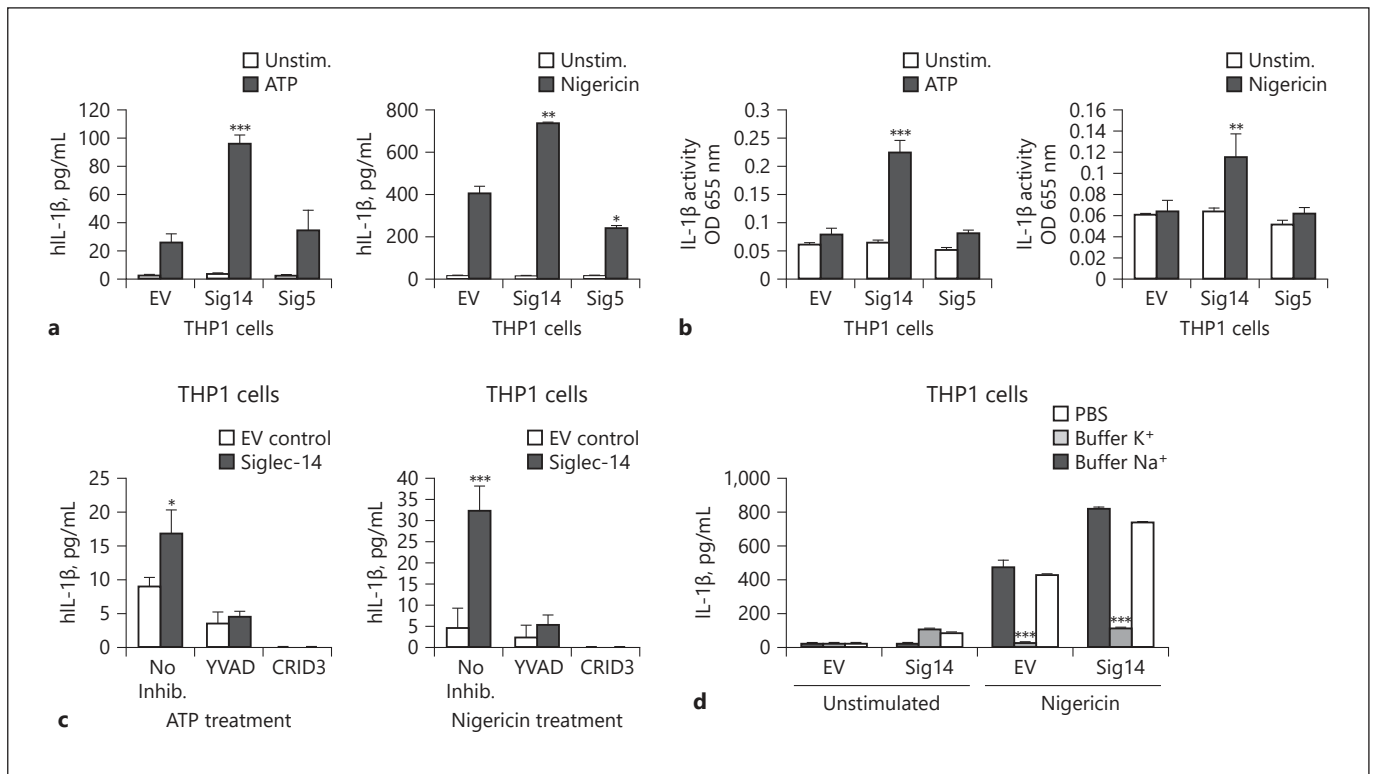 Unstim.
ATP
hIL-1β, pg/mL
120
100
80
60
40
20
0
***
EV
Sig14
Sig5
THP1 cells
a
Unstim.
Nigericin
hIL-1β, pg/mL
800
600
400
200
0
**
*
EV
Sig14
Sig5
THP1 cells
Unstim.
ATP
IL-1β activity
OD 655 nm
0.3
0.25
0.2
0.15
0.1
0.05
0
***
EV
Sig14
Sig5
THP1 cells
b
Unstim.
Nigericin
IL-1β activity
OD 655 nm
0.16
0.14
0.12
0.10
0.08
0.06
0.04
0.02
0
**
EV
Sig14
Sig5
THP1 cells
THP1 cells
EV control
Siglec-14
hIL-1β, pg/mL
25
20
15
10
5
0
*
No
Inhib.
YVAD
CRID3
ATP treatment
c
THP1 cells
EV control
Siglec-14
hIL-1β, pg/mL
40
35
30
25
20
15
10
5
0
***
No
Inhib.
YVAD
CRID3
Nigericin treatment
THP1 cells
PBS
Buffer K⁺
Buffer Na⁺
IL-1β, pg/mL
1,000
800
600
400
200
0
***
***
EV
Sig14
EV
Sig14
Unstimulated
Nigericin
d